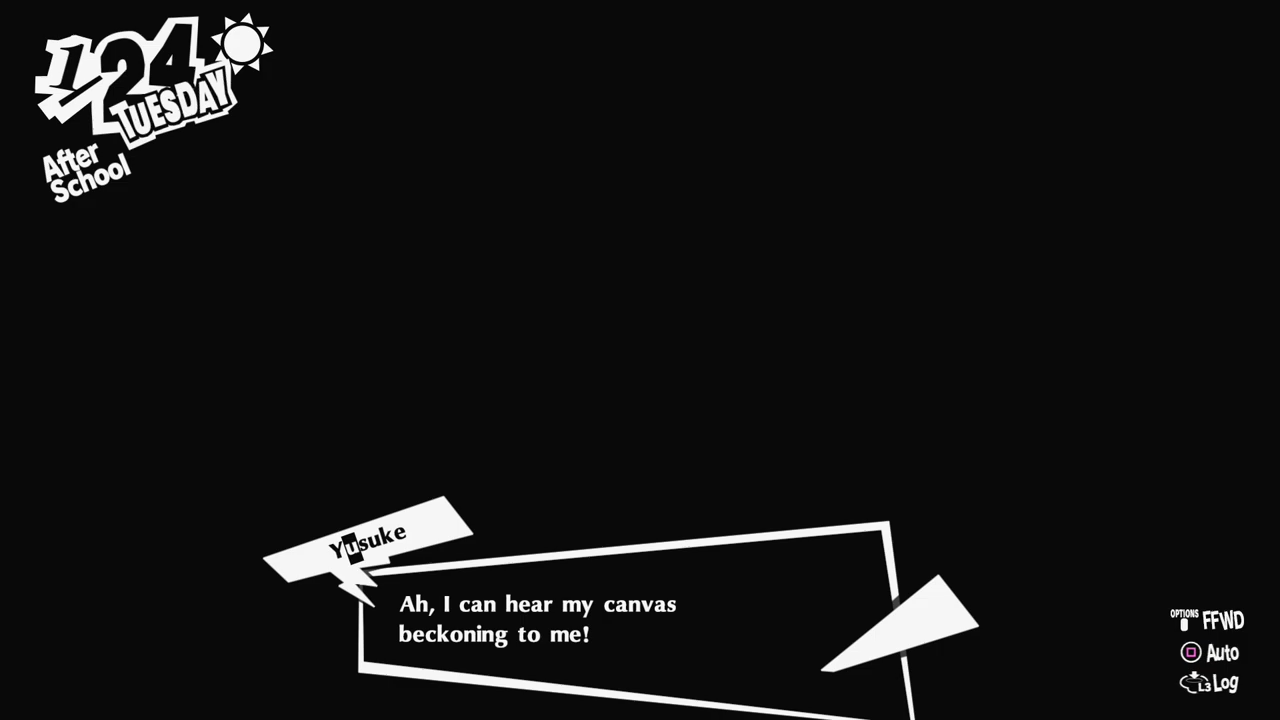 1/24
TUESDAY
After
School
Yusuke
Ah, I can hear my canvas
beckoning to me!
OPTIONS FFWD
Auto
L3 Log